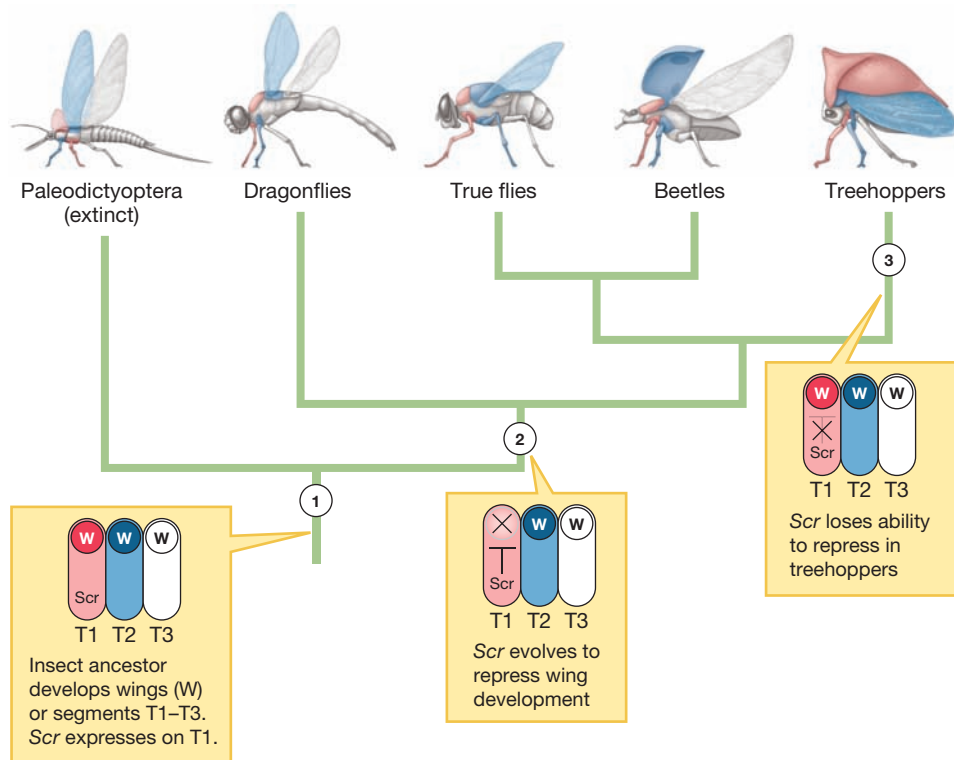 Paleodictyoptera
(extinct)
Dragonflies
True flies
Beetles
Treehoppers
3
2
1
W W W
Scr
T1 T2 T3
Insect ancestor
develops wings (W)
or segments T1–T3.
Scr expresses on T1.
W W
Scr
T1 T2 T3
Scr evolves to
repress wing
development
W W W
Scr
T1 T2 T3
Scr loses ability
to repress in
treehoppers